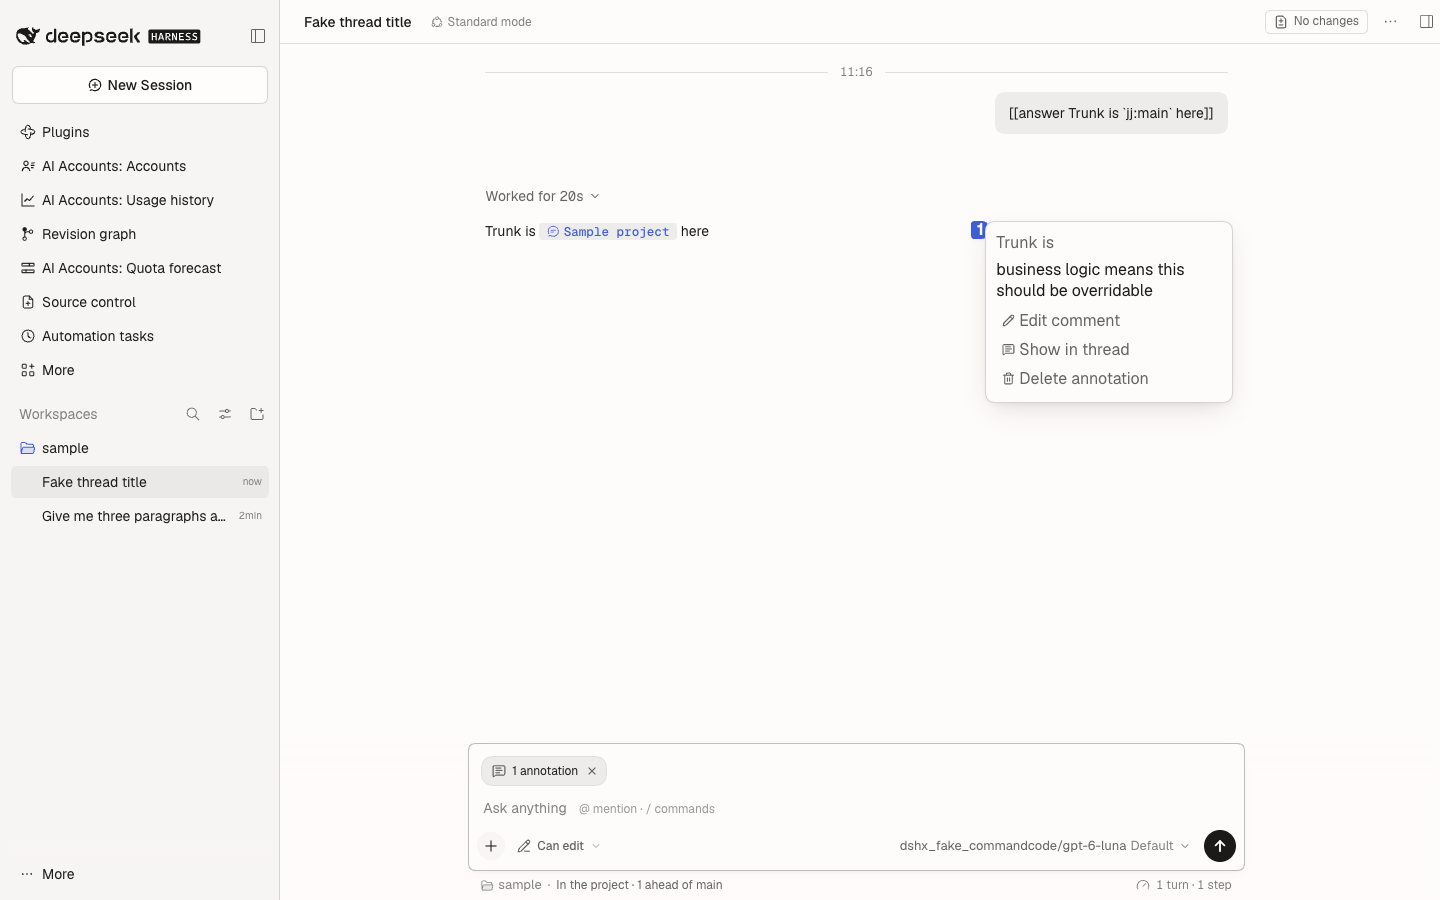 deepseek HARNESS
New Session
Plugins
AI Accounts: Accounts
AI Accounts: Usage history
Revision graph
AI Accounts: Quota forecast
Source control
Automation tasks
More
Workspaces
sample
Fake thread title now
Give me three paragraphs a... 2min
More
Fake thread title Standard mode
No changes
11:16
[[answer Trunk is `jj:main` here]]
Worked for 20s
Trunk is Sample project here
1
Trunk is
business logic means this
should be overridable
Edit comment
Show in thread
Delete annotation
1 annotation
Ask anything @ mention · / commands
Can edit
dshx_fake_commandcode/gpt-6-luna Default
sample · In the project · 1 ahead of main
1 turn · 1 step